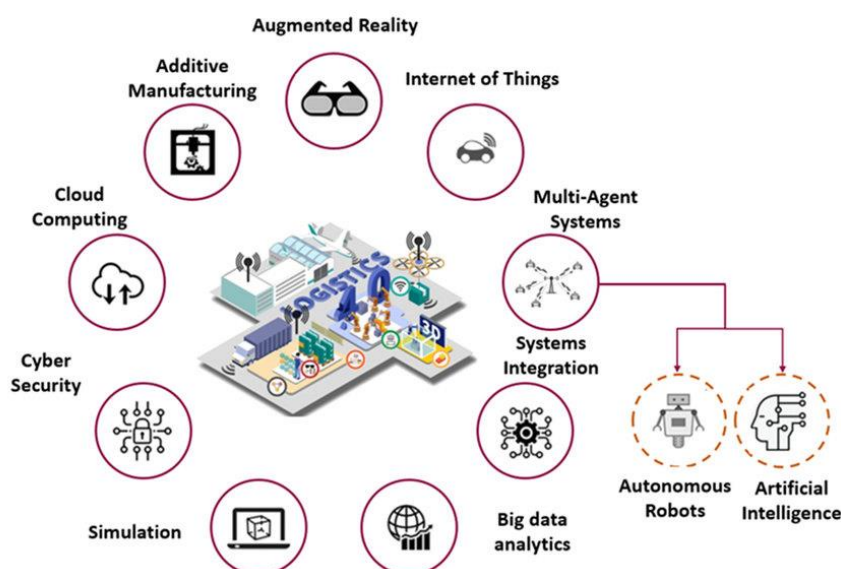 Augmented Reality
Additive
Manufacturing
Internet of Things
Cloud
Computing
Multi-Agent
Systems
LOGISTICS
4.0
3D
Cyber
Security
Systems
Integration
Simulation
Big data
analytics
Autonomous
Robots
Artificial
Intelligence